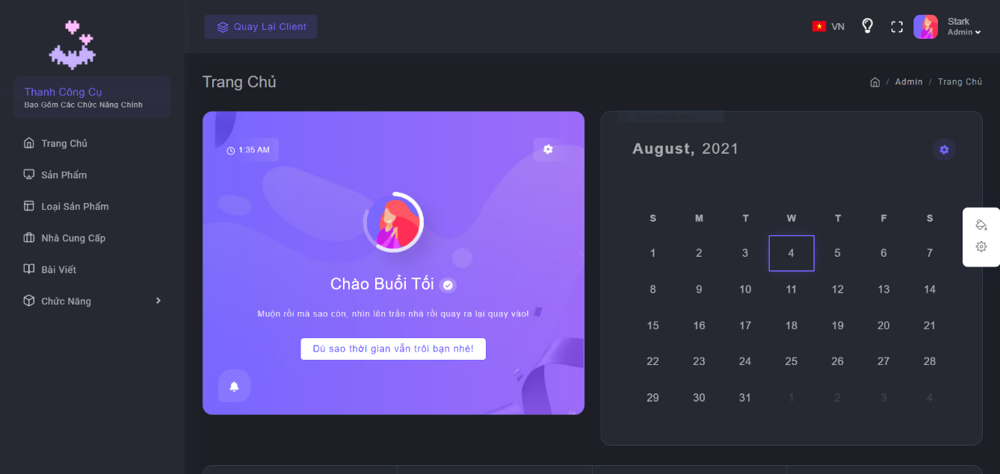 Quay Lại Client
VN
Stark
Admin
Thanh Công Cụ
Bao Gồm Các Chức Năng Chính
Trang Chủ
Sản Phẩm
Loại Sản Phẩm
Nhà Cung Cấp
Bài Viết
Chức Năng
Trang Chủ
/ Admin / Trang Chủ
1:35 AM
Chào Buổi Tối
Muộn rồi mà sao còn, nhìn lên trần nhà rồi quay ra lại quay vào!
Dù sao thời gian vẫn trôi bạn nhé!
August, 2021
S M T W T F S
1 2 3 4 5 6 7
8 9 10 11 12 13 14
15 16 17 18 19 20 21
22 23 24 25 26 27 28
29 30 31 1 2 3 4